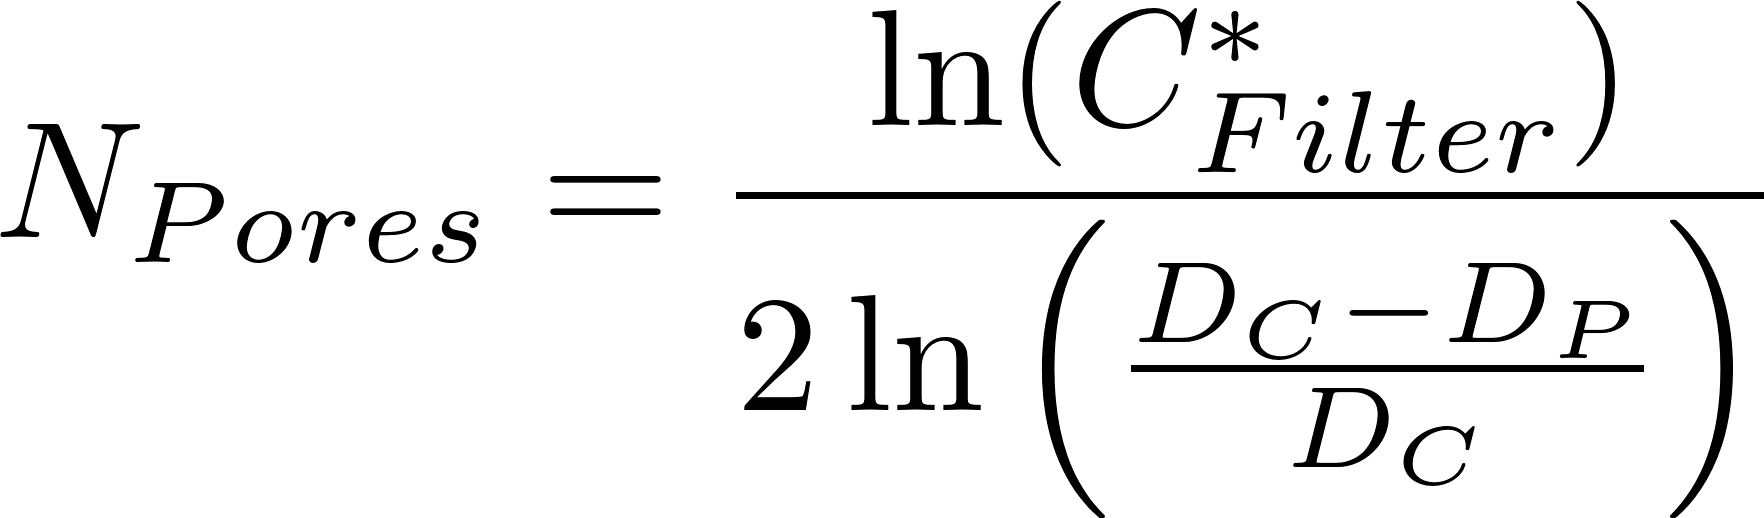 N_{Pores} = \frac{\ln(C^*_{Filter})}{2 \ln\left(\frac{D_C - D_P}{D_C}\right)}